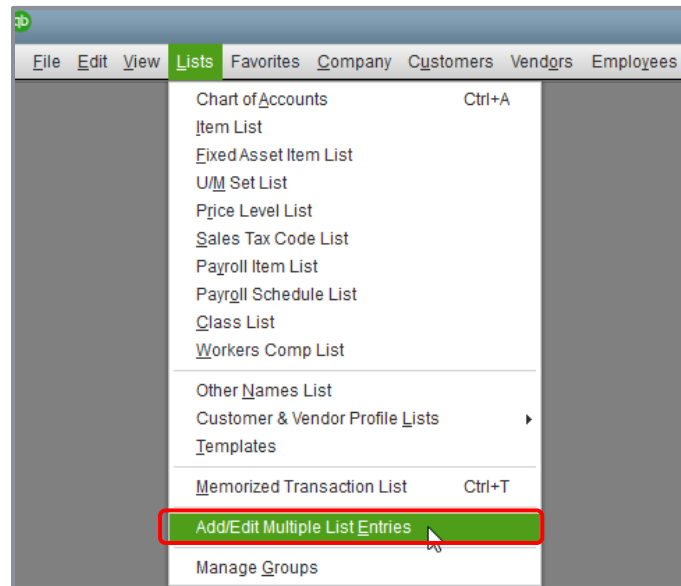 qb
File Edit View Lists Favorites Company Customers Vendors Employees
Chart of Accounts Ctrl+A
Item List
Fixed Asset Item List
U/M Set List
Price Level List
Sales Tax Code List
Payroll Item List
Payroll Schedule List
Class List
Workers Comp List
Other Names List
Customer & Vendor Profile Lists
Templates
Memorized Transaction List Ctrl+T
Add/Edit Multiple List Entries
Manage Groups